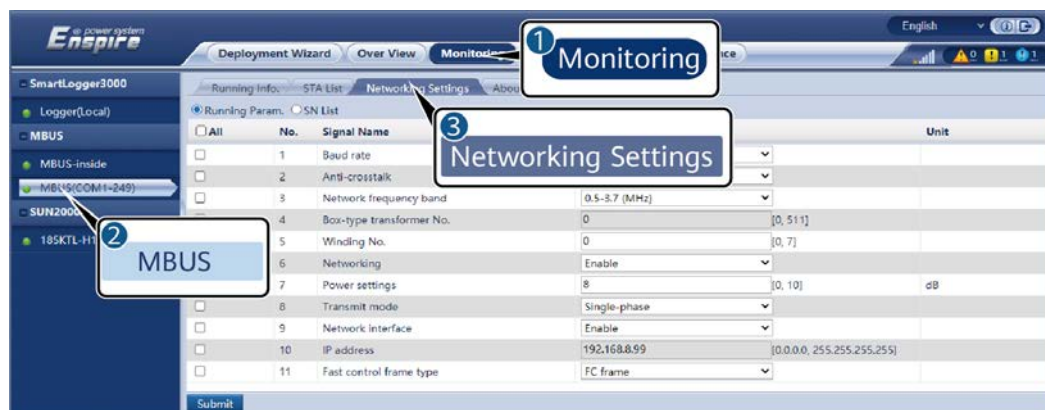 power system
Enspire
English
Deployment Wizard Over View Monitoring
1 Monitoring
SmartLogger3000
Running Info. STA List Networking Settings
Logger(Local)
Running Param. SN List
3 Networking Settings
All No. Signal Name Unit
MBUS
1 Baud rate
MBUS-inside
2 Anti-crosstalk
MBUS(COM1-249)
3 Network frequency band 0.5-3.7 (MHz)
4 Box-type transformer No. 0 [0, 511]
2 MBUS
5 Winding No. 0 [0, 7]
6 Networking Enable
7 Power settings 8 [0, 10] dB
8 Transmit mode Single-phase
9 Network interface Enable
10 IP address 192.168.8.99 [0.0.0.0, 255.255.255.255]
11 Fast control frame type FC frame
Submit